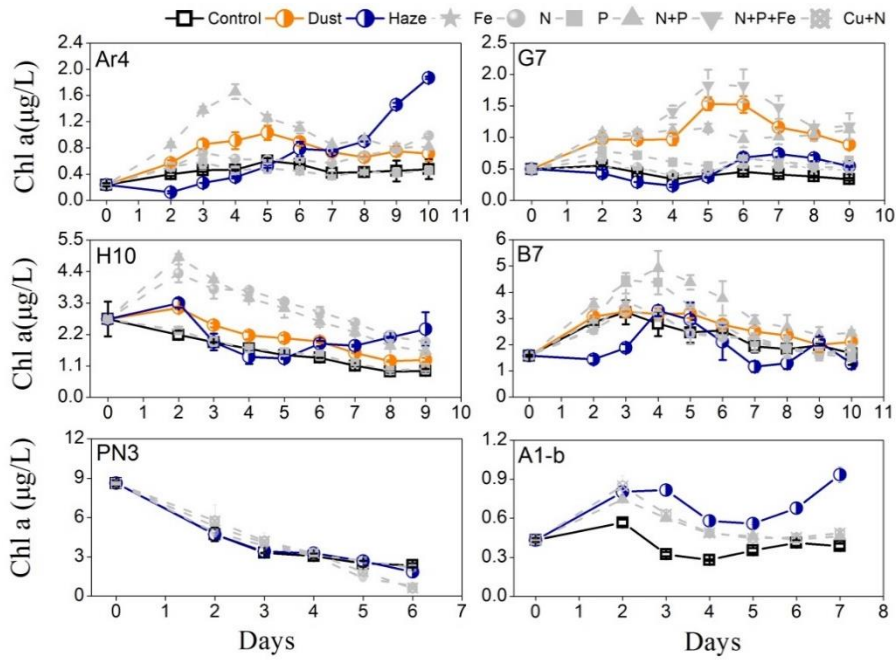 Control Dust Haze Fe N P N+P N+P+Fe Cu+N
Ar4
Chl a(µg/L)
2.4
2.0
1.6
1.2
0.8
0.4
0.0
0 1 2 3 4 5 6 7 8 9 10 11
G7
Chl a(µg/L)
2.5
2.0
1.5
1.0
0.5
0.0
0 1 2 3 4 5 6 7 8 9 10
H10
Chl a(µg/L)
5.5
4.4
3.3
2.2
1.1
0.0
0 1 2 3 4 5 6 7 8 9 10
B7
6
5
4
3
2
1
0
0 1 2 3 4 5 6 7 8 9 10 11
PN3
Chl a (µg/L)
12
9
6
3
0
0 1 2 3 4 5 6 7
Days
A1-b
1.2
0.9
0.6
0.3
0.0
0 1 2 3 4 5 6 7 8
Days